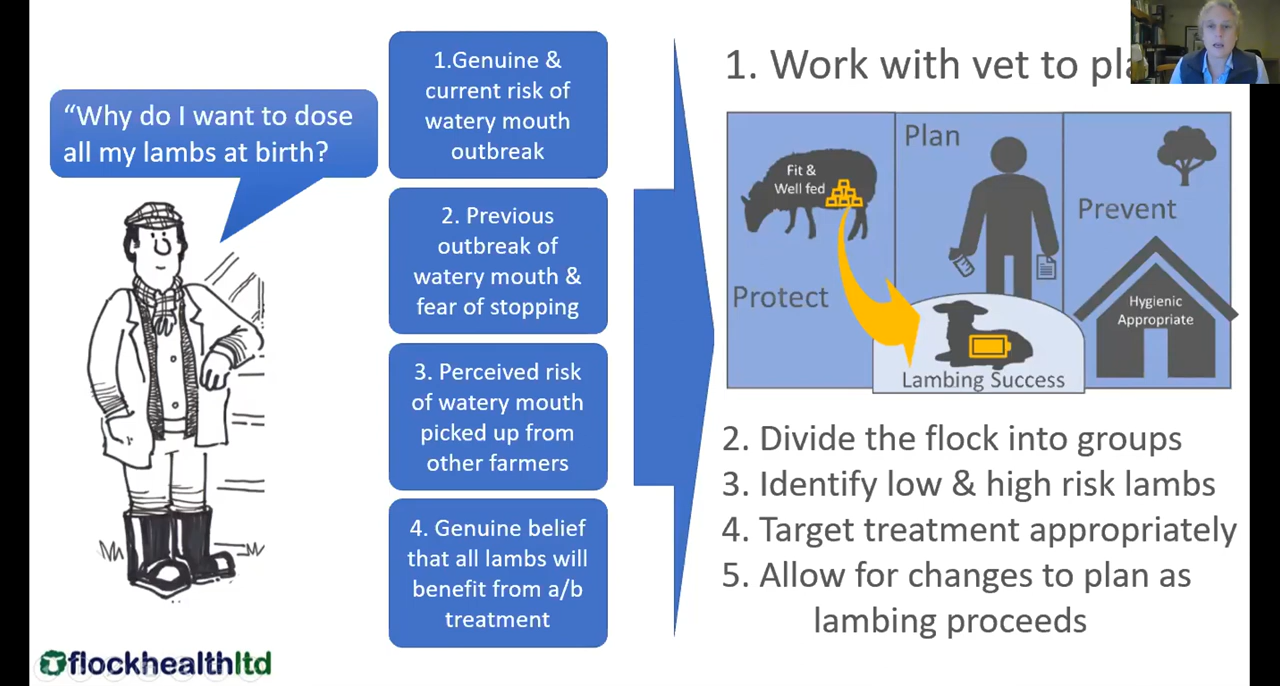 “Why do I want to dose
all my lambs at birth?
1.Genuine &
current risk of
watery mouth
outbreak
2. Previous
outbreak of
watery mouth &
fear of stopping
3. Perceived risk
of watery mouth
picked up from
other farmers
4. Genuine belief
that all lambs will
benefit from a/b
treatment
1. Work with vet to
Fit &
Well fed
Protect
Plan
Prevent
Hygienic
Appropriate
Lambing Success
2. Divide the flock into groups
3. Identify low & high risk lambs
4. Target treatment appropriately
5. Allow for changes to plan as
lambing proceeds
flockhealthltd